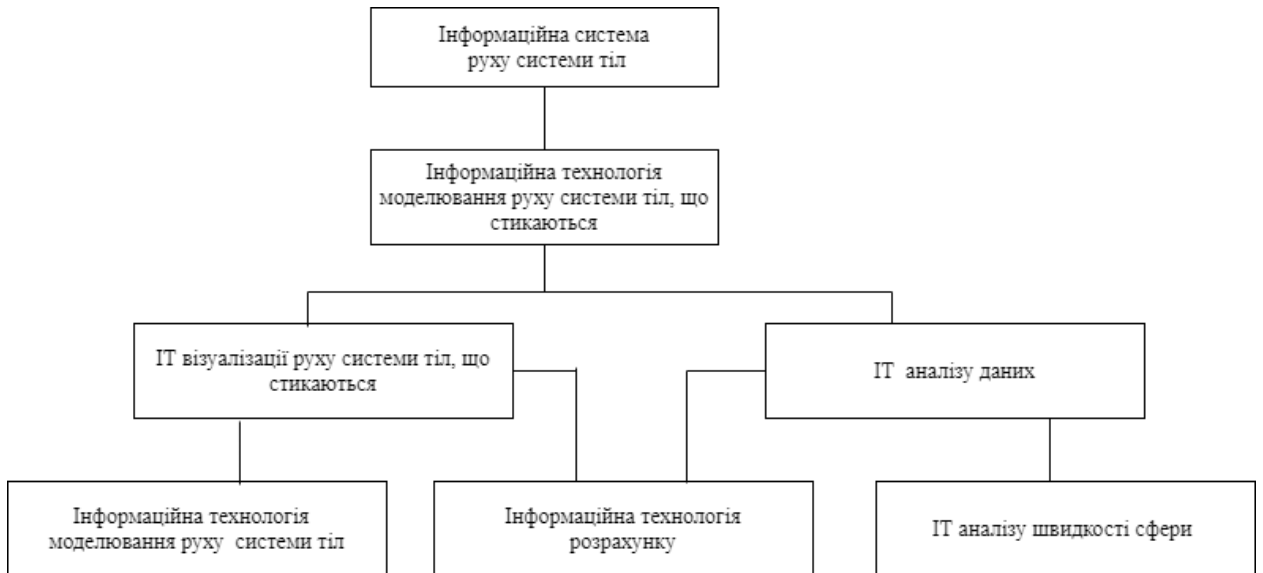 Інформаційна система
руху системи тіл
Інформаційна технологія
моделювання руху системи тіл, що
стикаються
ІТ візуалізації руху системи тіл, що
стикаються
ІТ аналізу даних
Інформаційна технологія
моделювання руху системи тіл
Інформаційна технологія
розрахунку
ІТ аналізу швидкості сфери